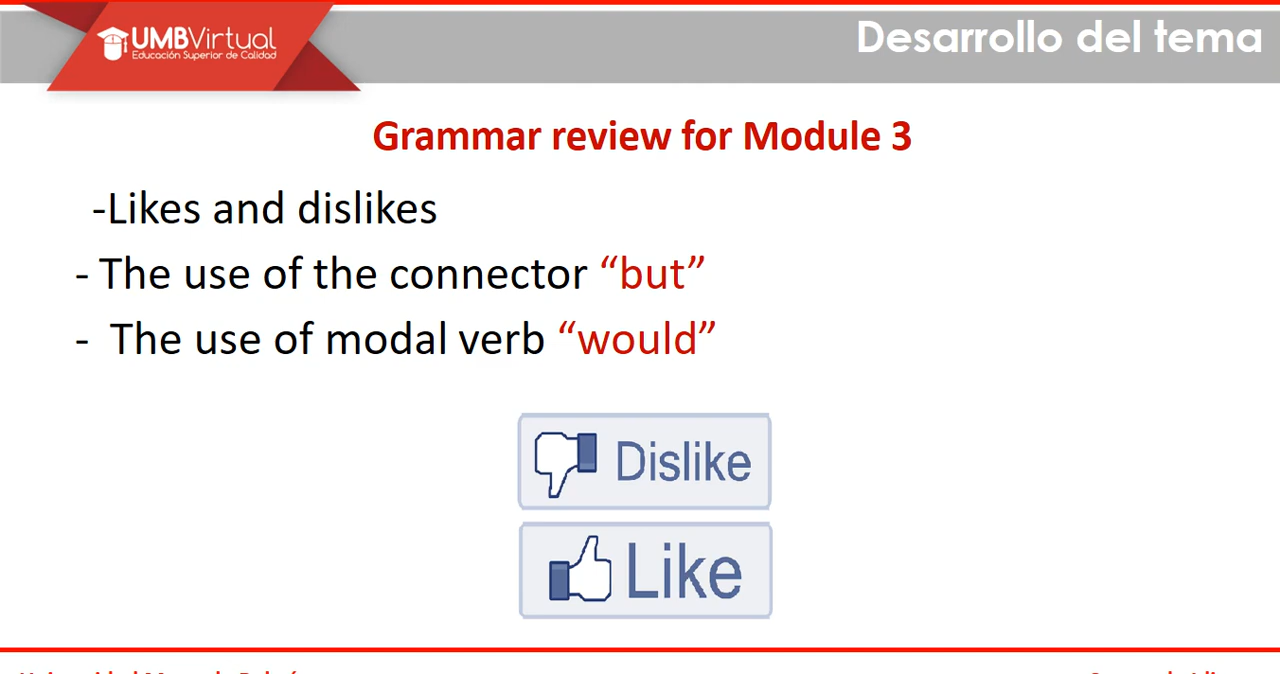 UMBVirtual
Educación Superior de Calidad
Desarrollo del tema
Grammar review for Module 3
-Likes and dislikes
- The use of the connector “but”
- The use of modal verb “would”
Dislike
Like